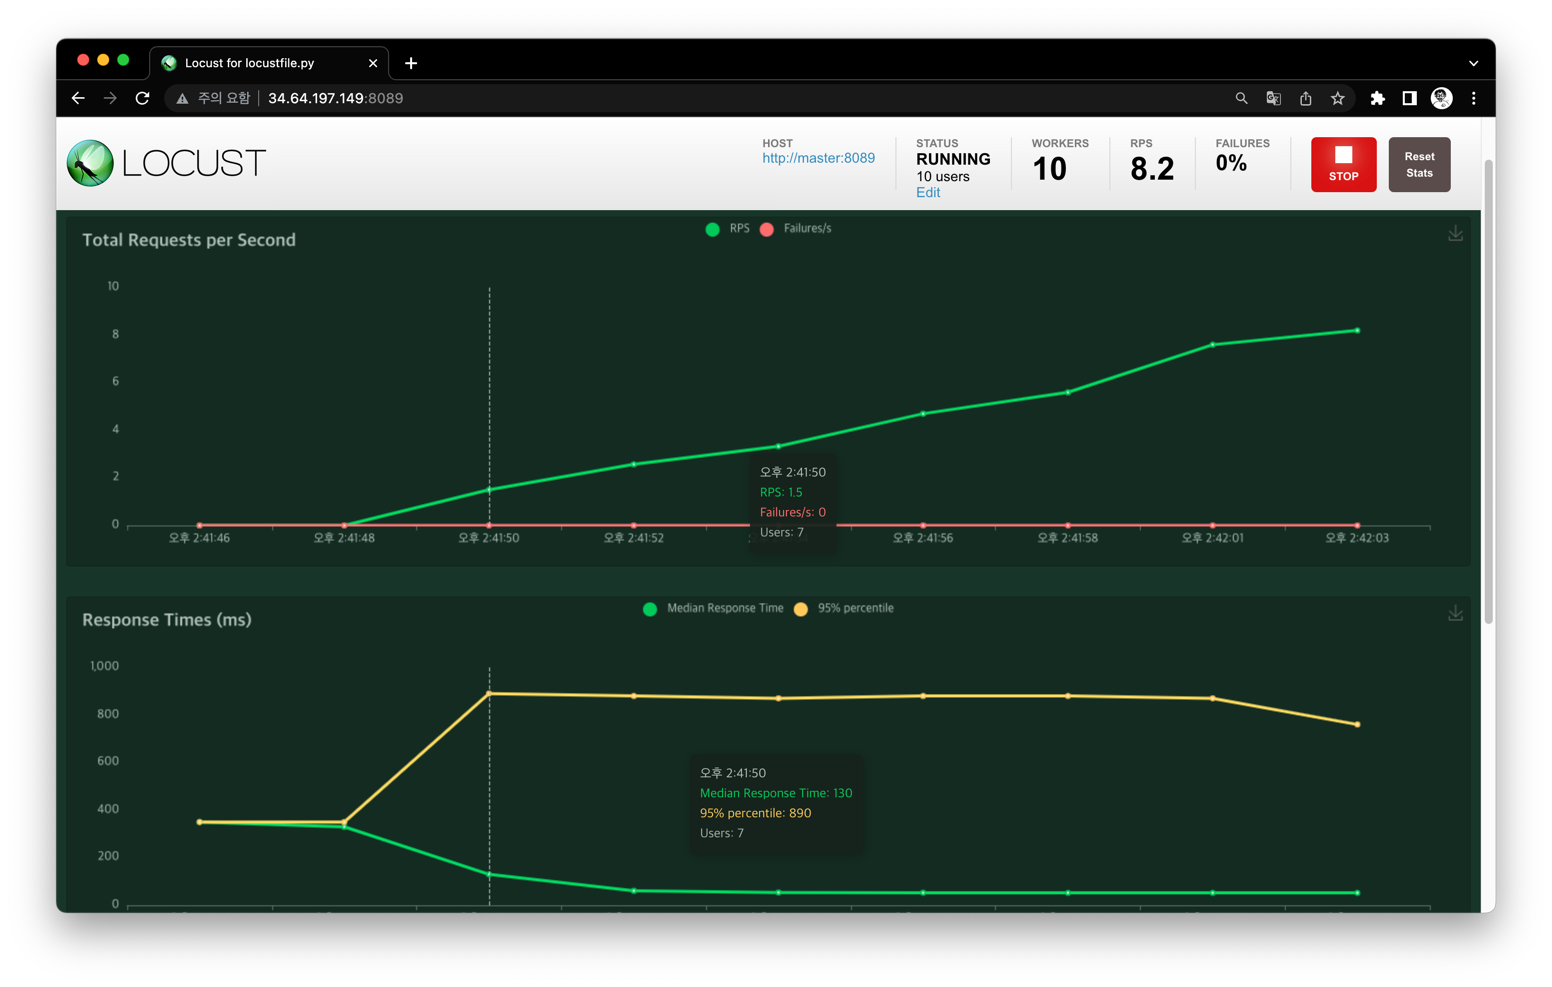 Locust for locustfile.py
주의 요함
34.64.197.149:8089
LOCUST
HOST
http://master:8089
STATUS
RUNNING
10 users
Edit
WORKERS
10
RPS
8.2
FAILURES
0%
STOP
Reset
Stats
Total Requests per Second
RPS
Failures/s
10
8
6
4
2
0
오후 2:41:50
RPS: 1.5
Failures/s: 0
Users: 7
오후 2:41:46
오후 2:41:48
오후 2:41:50
오후 2:41:52
오후 2:41:56
오후 2:41:58
오후 2:42:01
오후 2:42:03
Response Times (ms)
Median Response Time
95% percentile
1,000
800
600
400
200
0
오후 2:41:50
Median Response Time: 130
95% percentile: 890
Users: 7